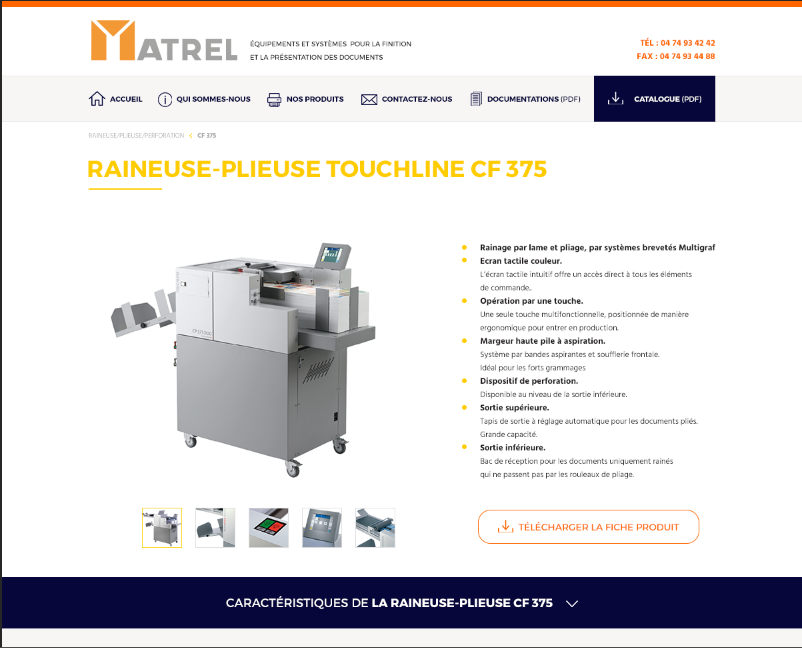 MATREL
ÉQUIPEMENTS ET SYSTÈMES POUR LA FINITION
ET LA PRÉSENTATION DES DOCUMENTS
TÉL : 04 74 93 42 42
FAX : 04 74 93 44 88
ACCUEIL
QUI SOMMES-NOUS
NOS PRODUITS
CONTACTEZ-NOUS
DOCUMENTATIONS (PDF)
CATALOGUE (PDF)
RAINEUSE/PLIEUSE/PERFORATION < CF 375
RAINEUSE-PLIEUSE TOUCHLINE CF 375
Rainage par lame et pliage, par systèmes brevetés Multigraf
Ecran tactile couleur.
L'écran tactile intuitif offre un accès direct à tous les éléments
de commande.
Opération par une touche.
Une seule touche multifonctionnelle, positionnée de manière
ergonomique pour entrer en production.
Margeur haute pile à aspiration.
Système par bandes aspirantes et soufflerie frontale.
Idéal pour les forts grammages
Dispositif de perforation.
Disponible au niveau de la sortie inférieure.
Sortie supérieure.
Tapis de sortie à réglage automatique pour les documents pliés.
Grande capacité.
Sortie inférieure.
Bac de réception pour les documents uniquement rainés
qui ne passent pas par les rouleaux de pliage.
TÉLÉCHARGER LA FICHE PRODUIT
CARACTÉRISTIQUES DE LA RAINEUSE-PLIEUSE CF 375